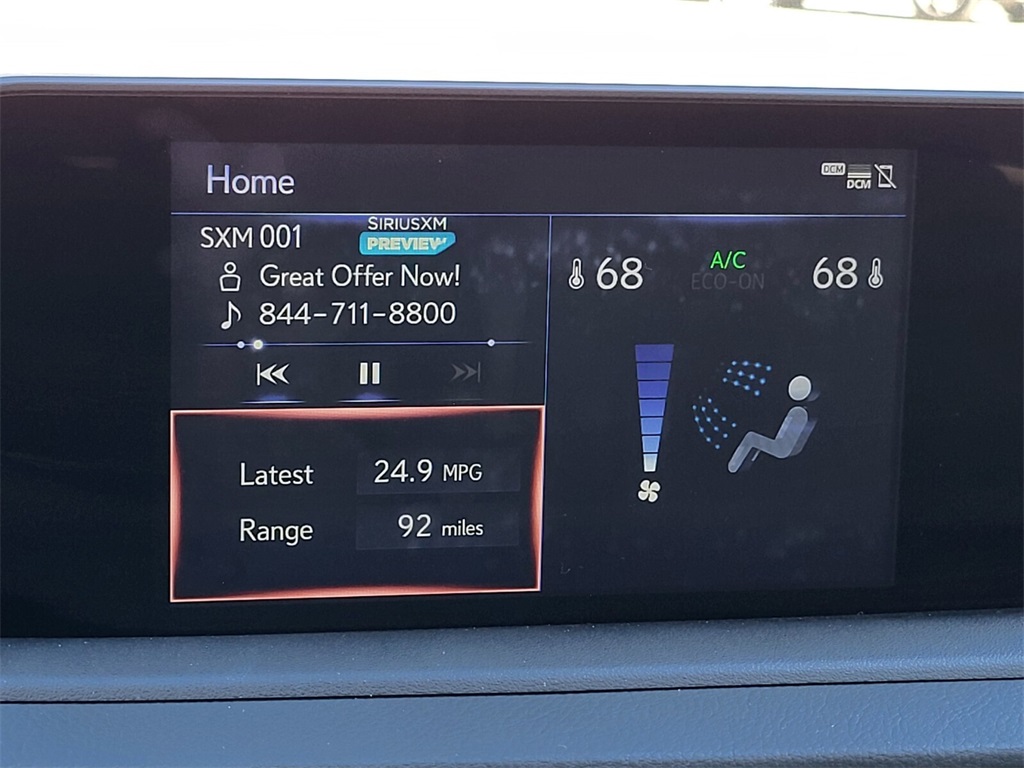 Home
DCM
DCM
SXM 001
SIRIUSXM
PREVIEW
Great Offer Now!
844-711-8800
Latest 24.9 MPG
Range 92 miles
68 A/C 68
ECO-ON